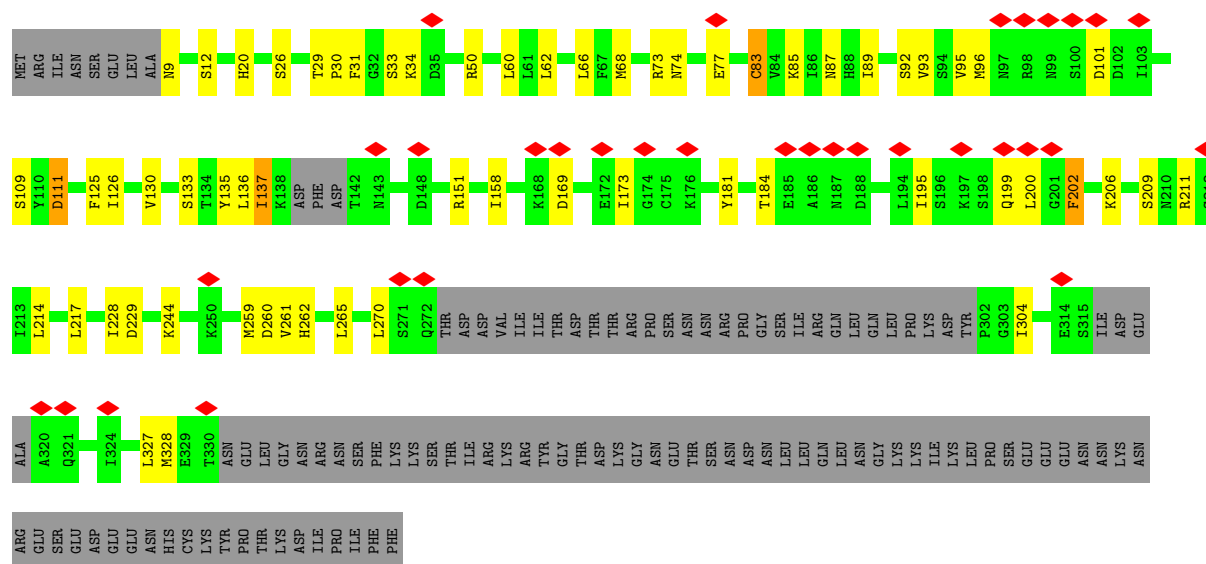 MET ARG ILE ASN SER GLU LEU ALA N9 S12 H20 S26 T29 P30 F31 G32 S33 K34 D35 R50 L60 L61 L62 L66 F67 M68 R73 N74 E77 C83 V84 K85 I86 N87 H88 I89 S92 V93 S94 V95 M96 N97 R98 N99 S100 D101 D102 I103
S109 Y110 D111 F125 I126 V130 S133 T134 Y135 L136 I137 K138 ASP PHE ASP T142 N143 D148 R151 I158 K168 D169 E172 I173 G174 C175 K176 Y181 T184 E185 A186 N187 D188 L194 I195 S196 K197 S198 Q199 L200 G201 F202 K206 S209 N210 R211
I213 L214 L217 I228 D229 K244 K250 M259 D260 V261 H262 L265 L270 S271 Q272 THR ASP ASP VAL ILE ILE THR ASP THR THR ARG PRO SER ASN ASN ARG PRO GLY SER ILE ARG GLN LEU GLN LEU PRO LYS ASP TYR P302 G303 I304 E314 S315 ILE ASP GLU
ALA A320 Q321 I324 L327 M328 E329 T330 ASN GLU LEU GLY ASN ARG ASN SER PHE LYS LYS SER THR ILE ARG LYS ARG TYR GLY THR ASP LYS GLY ASN GLU THR SER ASN ASP ASN LEU LEU GLN LEU ASN GLY LYS LYS ILE LYS LEU PRO SER GLU GLU GLU ASN ASN LYS ASN
ARG GLU SER GLU ASP GLU GLU ASN HIS CYS LYS TYR PRO THR LYS ASP ILE PRO ILE PHE PHE